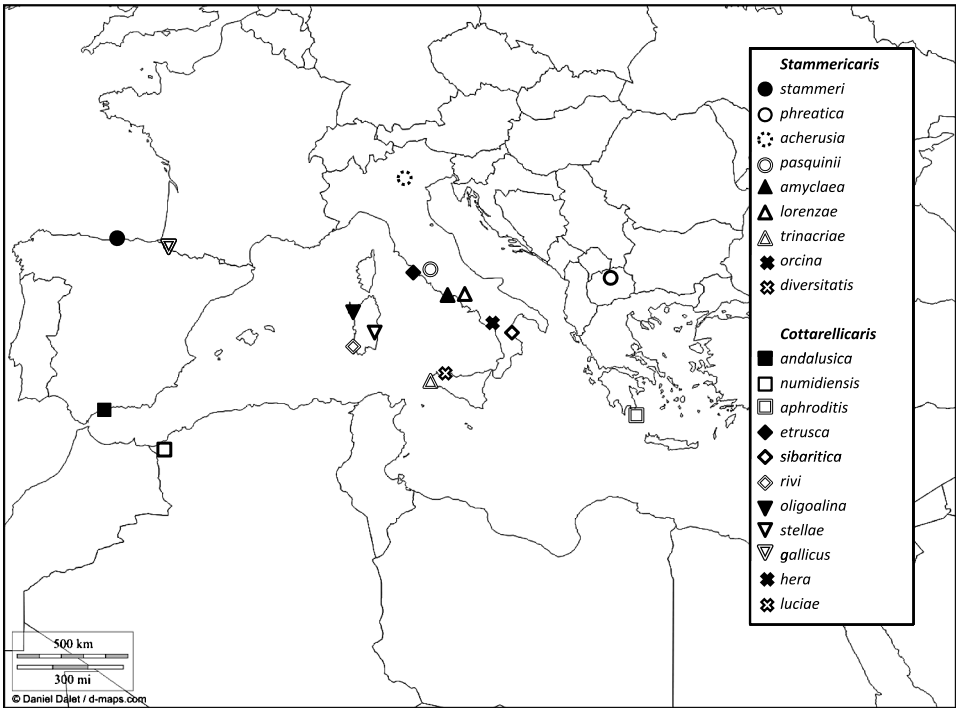 Stammericaris
stammeri
phreatica
acherusia
pasquinii
amyclaea
lorenzae
trinacriae
orcina
diversitatis
Cottarellicaris
andalusica
numidiensis
aphroditis
etrusca
sibaritica
rivi
oligoalina
stellae
gallicus
hera
luciae
500 km
300 mi
© Daniel Dalet / d-maps.com